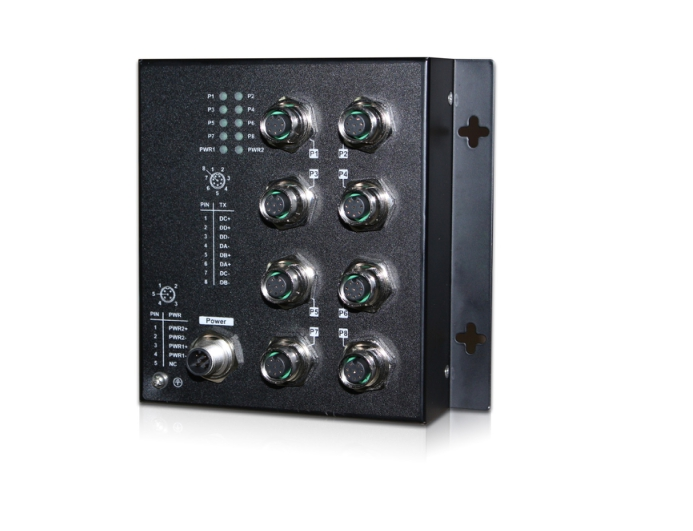 P1 P2
P3 P4
P5 P6
P7 P8
PWR1 PWR2
P1 P2
P3 P4
8 1 2
7 3
6 5 4
PIN TX
1 DC+
2 DD+
3 DD-
4 DA-
5 DB+
6 DA+
7 DC-
8 DB-
P5 P6
P7 P8
1 2
5
4 3
PIN PWR
1 PWR2+
2 PWR2-
3 PWR1+
4 PWR1-
5 NC
Power